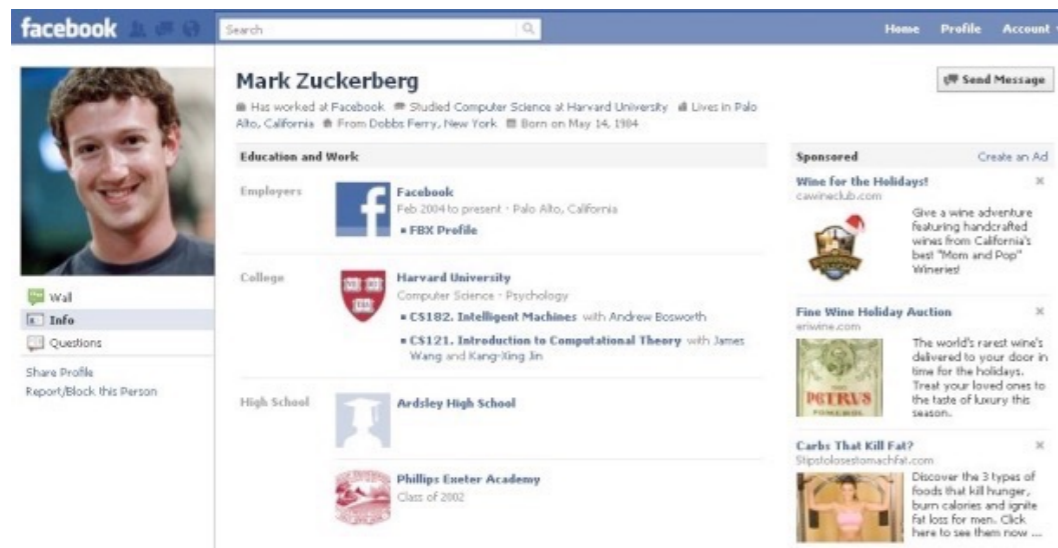 facebook
Search
Home Profile Account
Mark Zuckerberg
Has worked at Facebook Studied Computer Science at Harvard University Lives in Palo
Alto, California From Dobbs Ferry, New York Born on May 14, 1984
Send Message
Wall
Info
Questions
Share Profile
Report/Block this Person
Education and Work
Employers
Facebook
Feb 2004 to present · Palo Alto, California
▪ FBX Profile
College
Harvard University
Computer Science · Psychology
▪ CS182. Intelligent Machines with Andrew Bosworth
▪ CS121. Introduction to Computational Theory with James
Wang and Kang-Xing Jin
High School
Ardsley High School
Phillips Exeter Academy
Class of 2002
Sponsored Create an Ad
Wine for the Holidays!
cawineclub.com
Give a wine adventure
featuring handcrafted
wines from California's
best "Mom and Pop"
Wineries!
Fine Wine Holiday Auction
eriwine.com
PETRUS
POMEROL
The world's rarest wine's
delivered to your door in
time for the holidays.
Treat your loved ones to
the taste of luxury this
season.
Carbs That Kill Fat?
5tipstolosestomachfat.com
Discover the 3 types of
foods that kill hunger,
burn calories and ignite
fat loss for men. Click
here to see them now ...